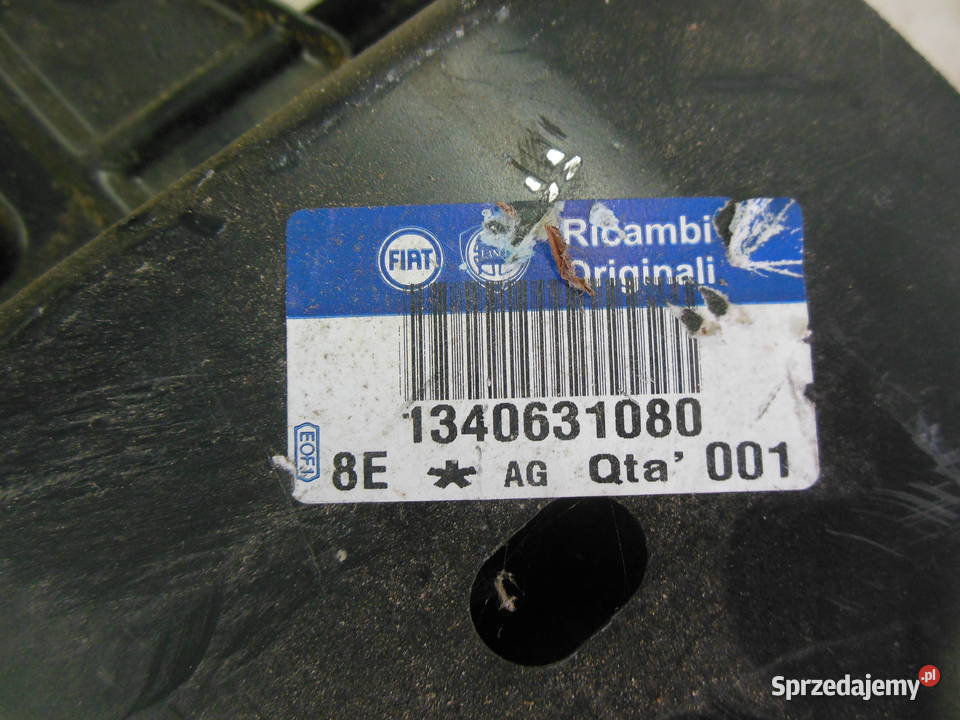 FIAT
Ricambi
Originali
1340631080
EOF1
8E * AG Qta' 001
Sprzedajemy.pl